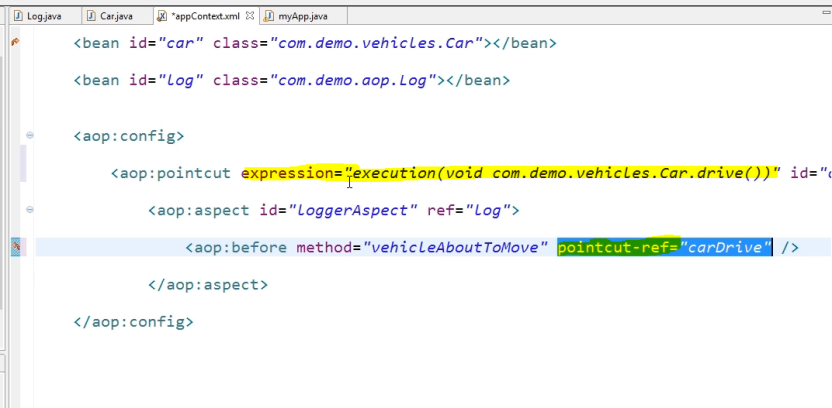 Log.java Car.java *appContext.xml myApp.java
<bean id="car" class="com.demo.vehicles.Car"></bean>
<bean id="log" class="com.demo.aop.Log"></bean>
<aop:config>
<aop:pointcut expression="execution(void com.demo.vehicles.Car.drive())" id="c
<aop:aspect id="loggerAspect" ref="log">
<aop:before method="vehicleAboutToMove" pointcut-ref="carDrive" />
</aop:aspect>
</aop:config>